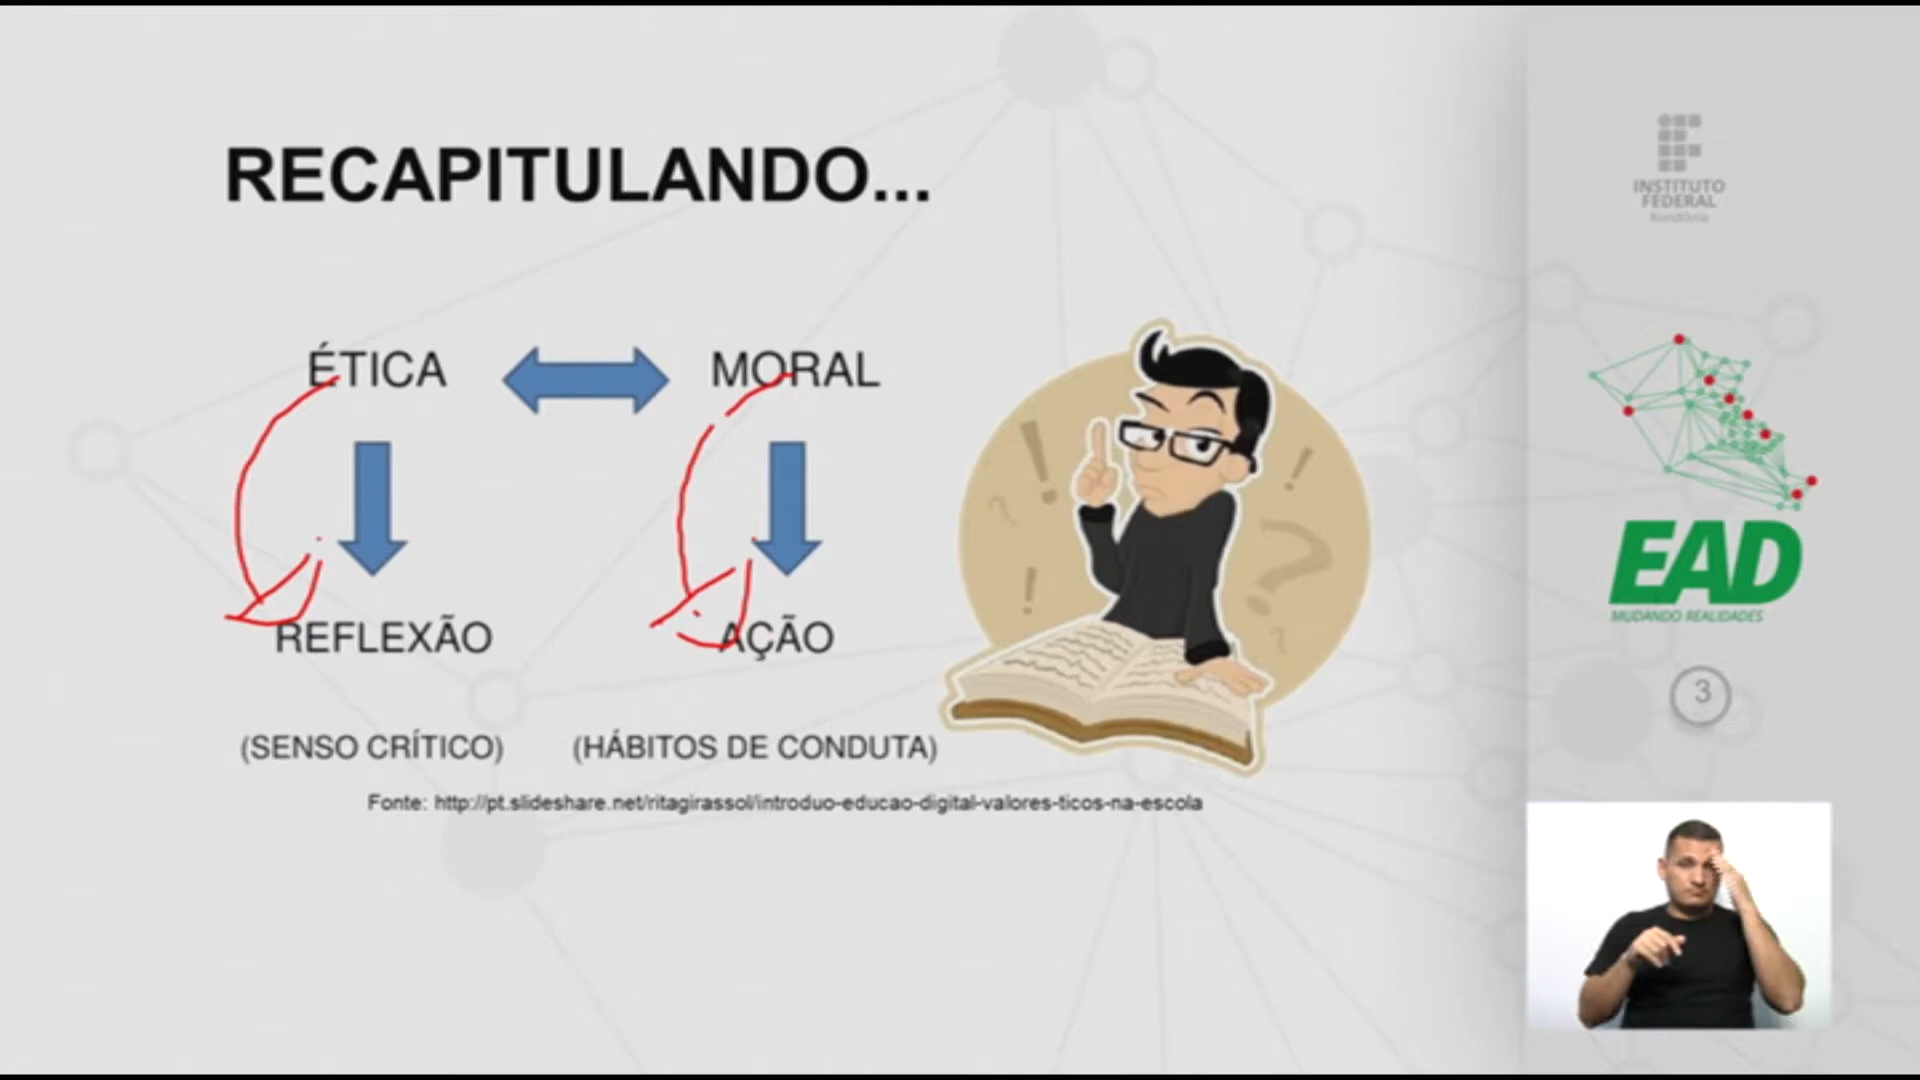 RECAPITULANDO...
ÉTICA MORAL
REFLEXÃO AÇÃO
(SENSO CRÍTICO) (HÁBITOS DE CONDUTA)
Fonte: http://pt.slideshare.net/ritagirassol/introduo-educao-digital-valores-ticos-na-escola
INSTITUTO
FEDERAL
Rondônia
EAD
MUDANDO REALIDADES
3